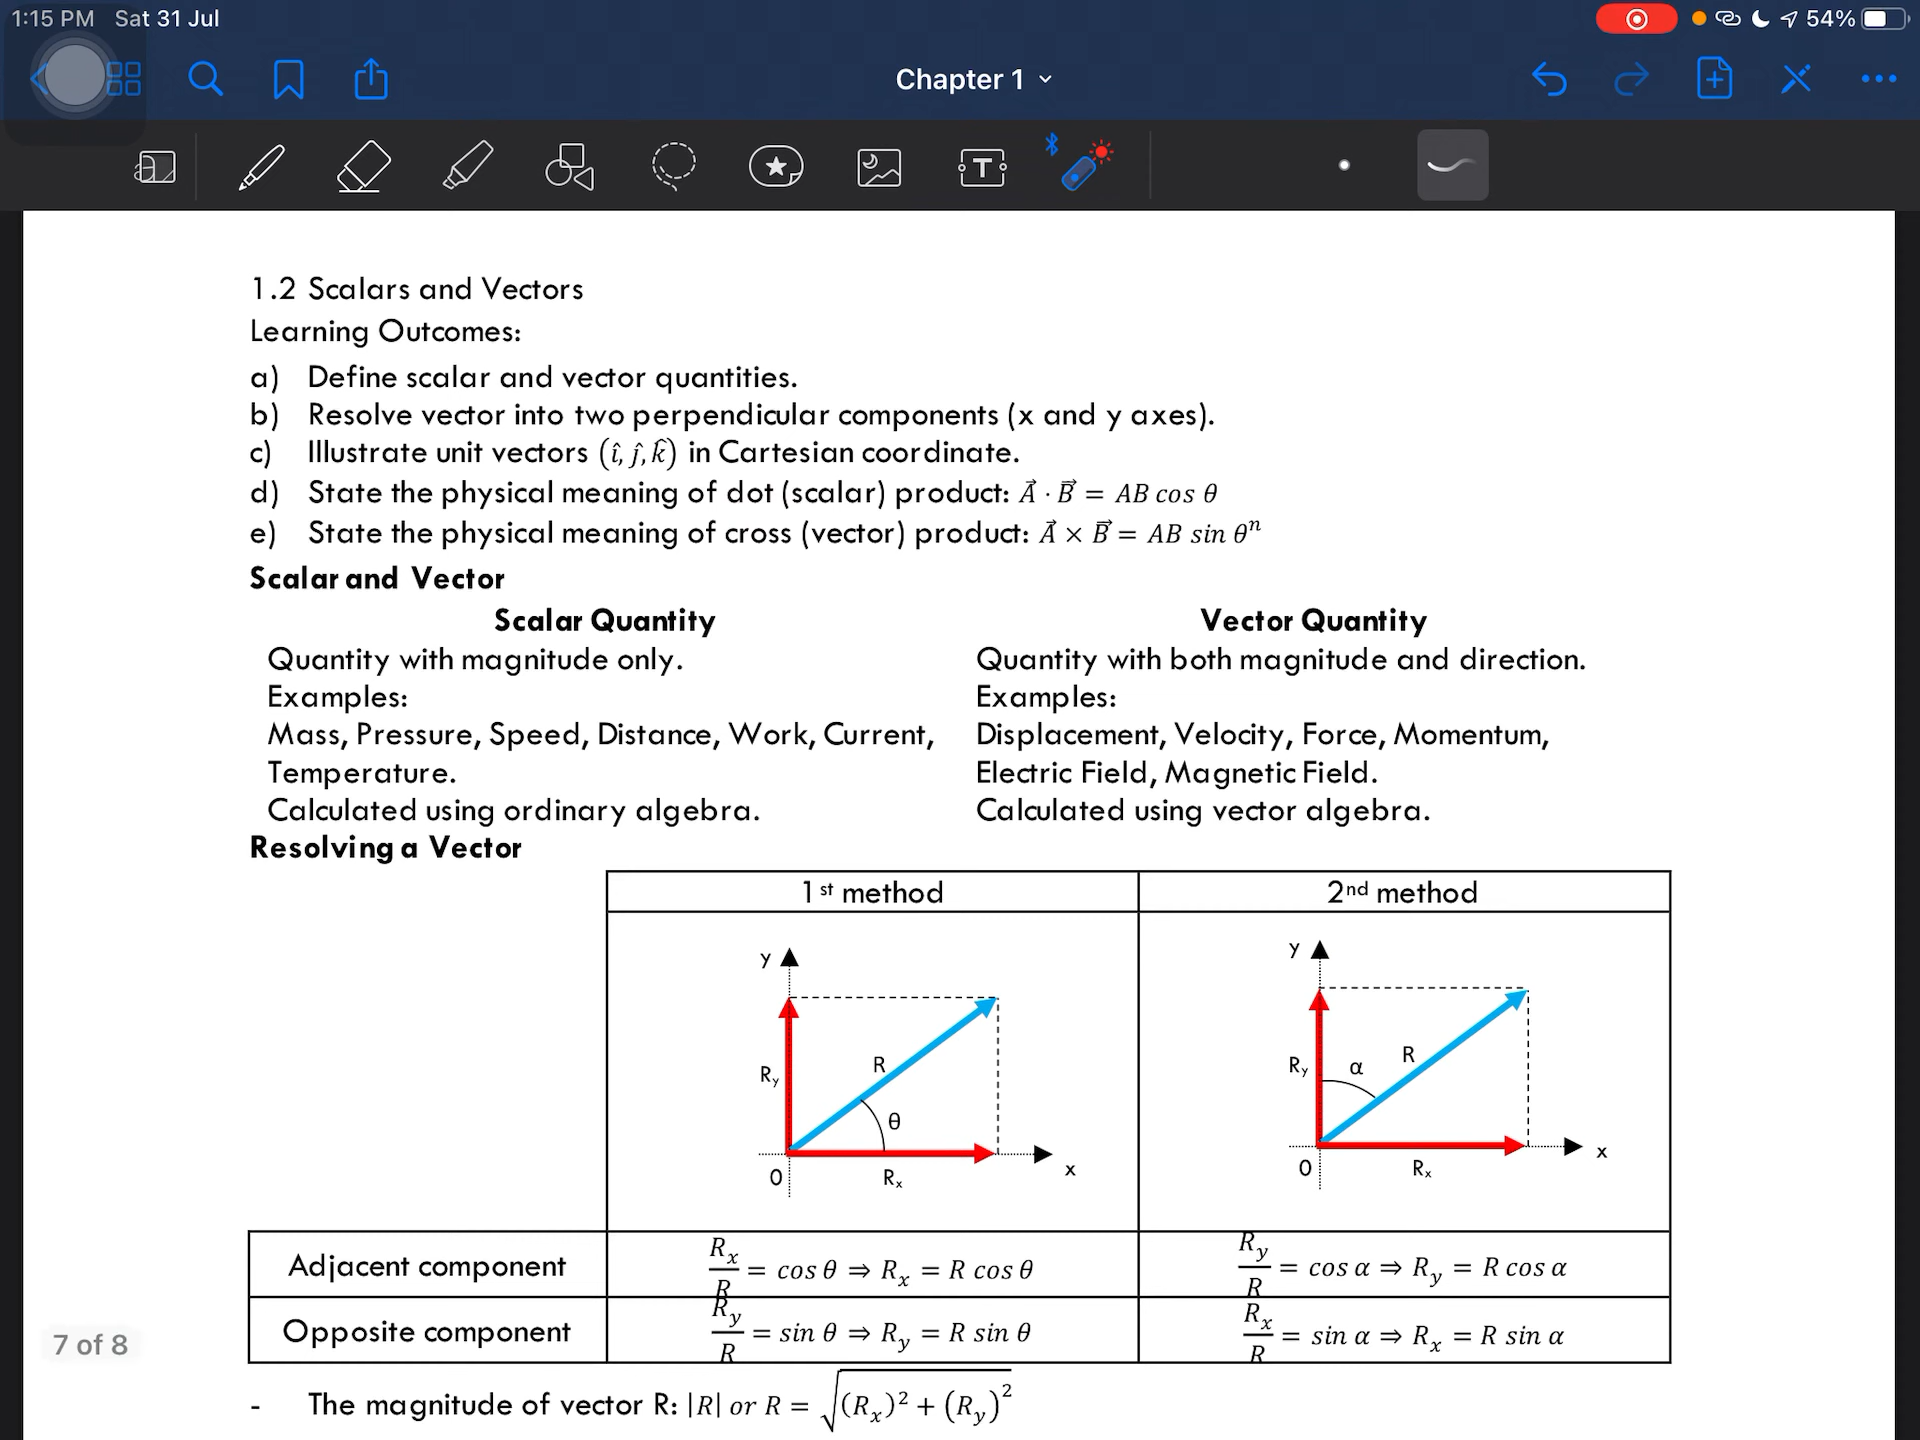 1:15 PM Sat 31 Jul
54%
Chapter 1
1.2 Scalars and Vectors
Learning Outcomes:
a) Define scalar and vector quantities.
b) Resolve vector into two perpendicular components (x and y axes).
c) Illustrate unit vectors (î, ĵ, k̂) in Cartesian coordinate.
d) State the physical meaning of dot (scalar) product: A⃗ · B⃗ = AB cos θ
e) State the physical meaning of cross (vector) product: A⃗ × B⃗ = AB sin θⁿ
Scalar and Vector
Scalar Quantity
Quantity with magnitude only.
Examples:
Mass, Pressure, Speed, Distance, Work, Current,
Temperature.
Calculated using ordinary algebra.
Vector Quantity
Quantity with both magnitude and direction.
Examples:
Displacement, Velocity, Force, Momentum,
Electric Field, Magnetic Field.
Calculated using vector algebra.
Resolving a Vector
1st method
2nd method
y
R
Ry
θ
0
Rx
x
y
R
Ry
α
0
Rx
x
Adjacent component
Rx/R = cos θ ⇒ Rx = R cos θ
Ry/R = cos α ⇒ Ry = R cos α
Opposite component
Ry/R = sin θ ⇒ Ry = R sin θ
Rx/R = sin α ⇒ Rx = R sin α
7 of 8
- The magnitude of vector R: |R| or R = √((Rx)² + (Ry)²)